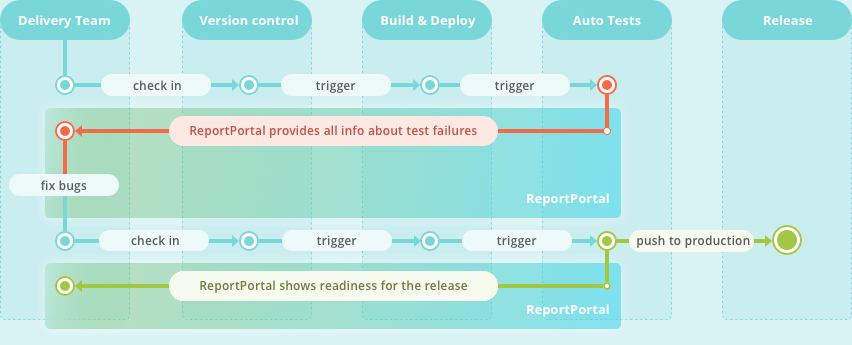 Delivery Team
Version control
Build & Deploy
Auto Tests
Release
check in
trigger
trigger
ReportPortal provides all info about test failures
fix bugs
ReportPortal
check in
trigger
trigger
push to production
ReportPortal shows readiness for the release
ReportPortal